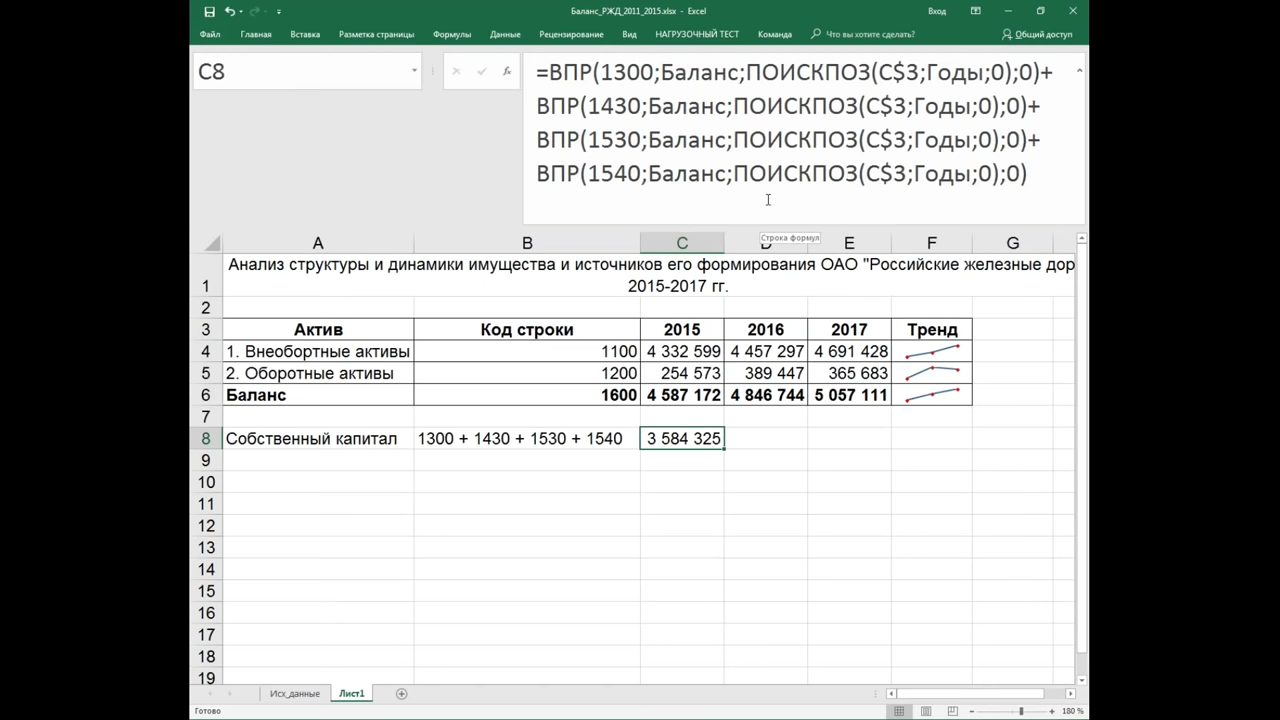 Баланс_РЖД_2011_2015.xlsx - Excel
Вход
Файл Главная Вставка Разметка страницы Формулы Данные Рецензирование Вид НАГРУЗОЧНЫЙ ТЕСТ Команда Что вы хотите сделать? Общий доступ
C8
fx
=ВПР(1300;Баланс;ПОИСКПОЗ(C$3;Годы;0);0)+
ВПР(1430;Баланс;ПОИСКПОЗ(C$3;Годы;0);0)+
ВПР(1530;Баланс;ПОИСКПОЗ(C$3;Годы;0);0)+
ВПР(1540;Баланс;ПОИСКПОЗ(C$3;Годы;0);0)
Строка формул
A B C D E F G
Анализ структуры и динамики имущества и источников его формирования ОАО "Российские железные дор
1 2015-2017 гг.
2
3 Актив Код строки 2015 2016 2017 Тренд
4 1. Внеобортные активы 1100 4 332 599 4 457 297 4 691 428
5 2. Оборотные активы 1200 254 573 389 447 365 683
6 Баланс 1600 4 587 172 4 846 744 5 057 111
7
8 Собственный капитал 1300 + 1430 + 1530 + 1540 3 584 325
9
10
11
12
13
14
15
16
17
18
19
Исх_данные Лист1
Готово 180 %